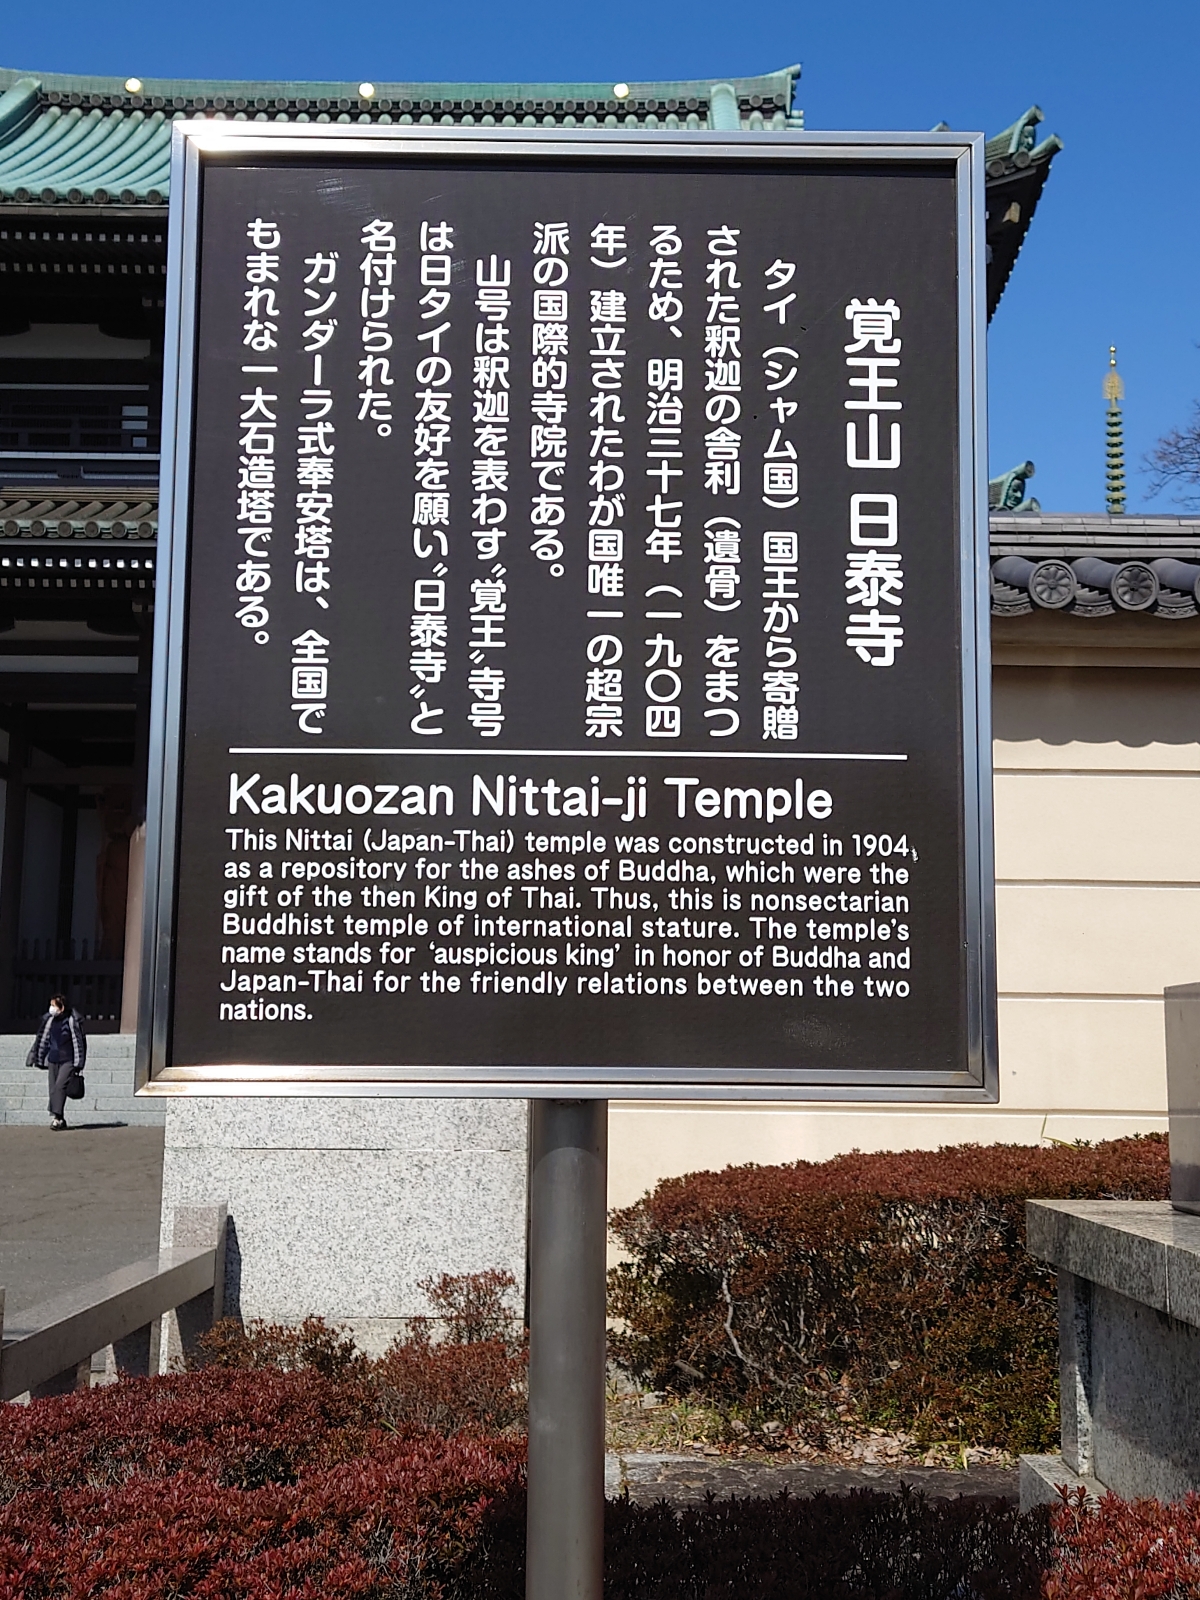 覚王山 日泰寺
タイ（シャム国）国王から寄贈
された釈迦の舎利（遺骨）をまつ
るため、明治三十七年（一九〇四
年）建立されたわが国唯一の超宗
派の国際的寺院である。
山号は釈迦を表わす〝覚王〟寺号
は日タイの友好を願い〝日泰寺〟と
名付けられた。
ガンダーラ式奉安塔は、全国で
もまれな一大石造塔である。
Kakuozan Nittai-ji Temple
This Nittai (Japan-Thai) temple was constructed in 1904,
as a repository for the ashes of Buddha, which were the
gift of the then King of Thai. Thus, this is nonsectarian
Buddhist temple of international stature. The temple's
name stands for ‘auspicious king’ in honor of Buddha and
Japan-Thai for the friendly relations between the two
nations.